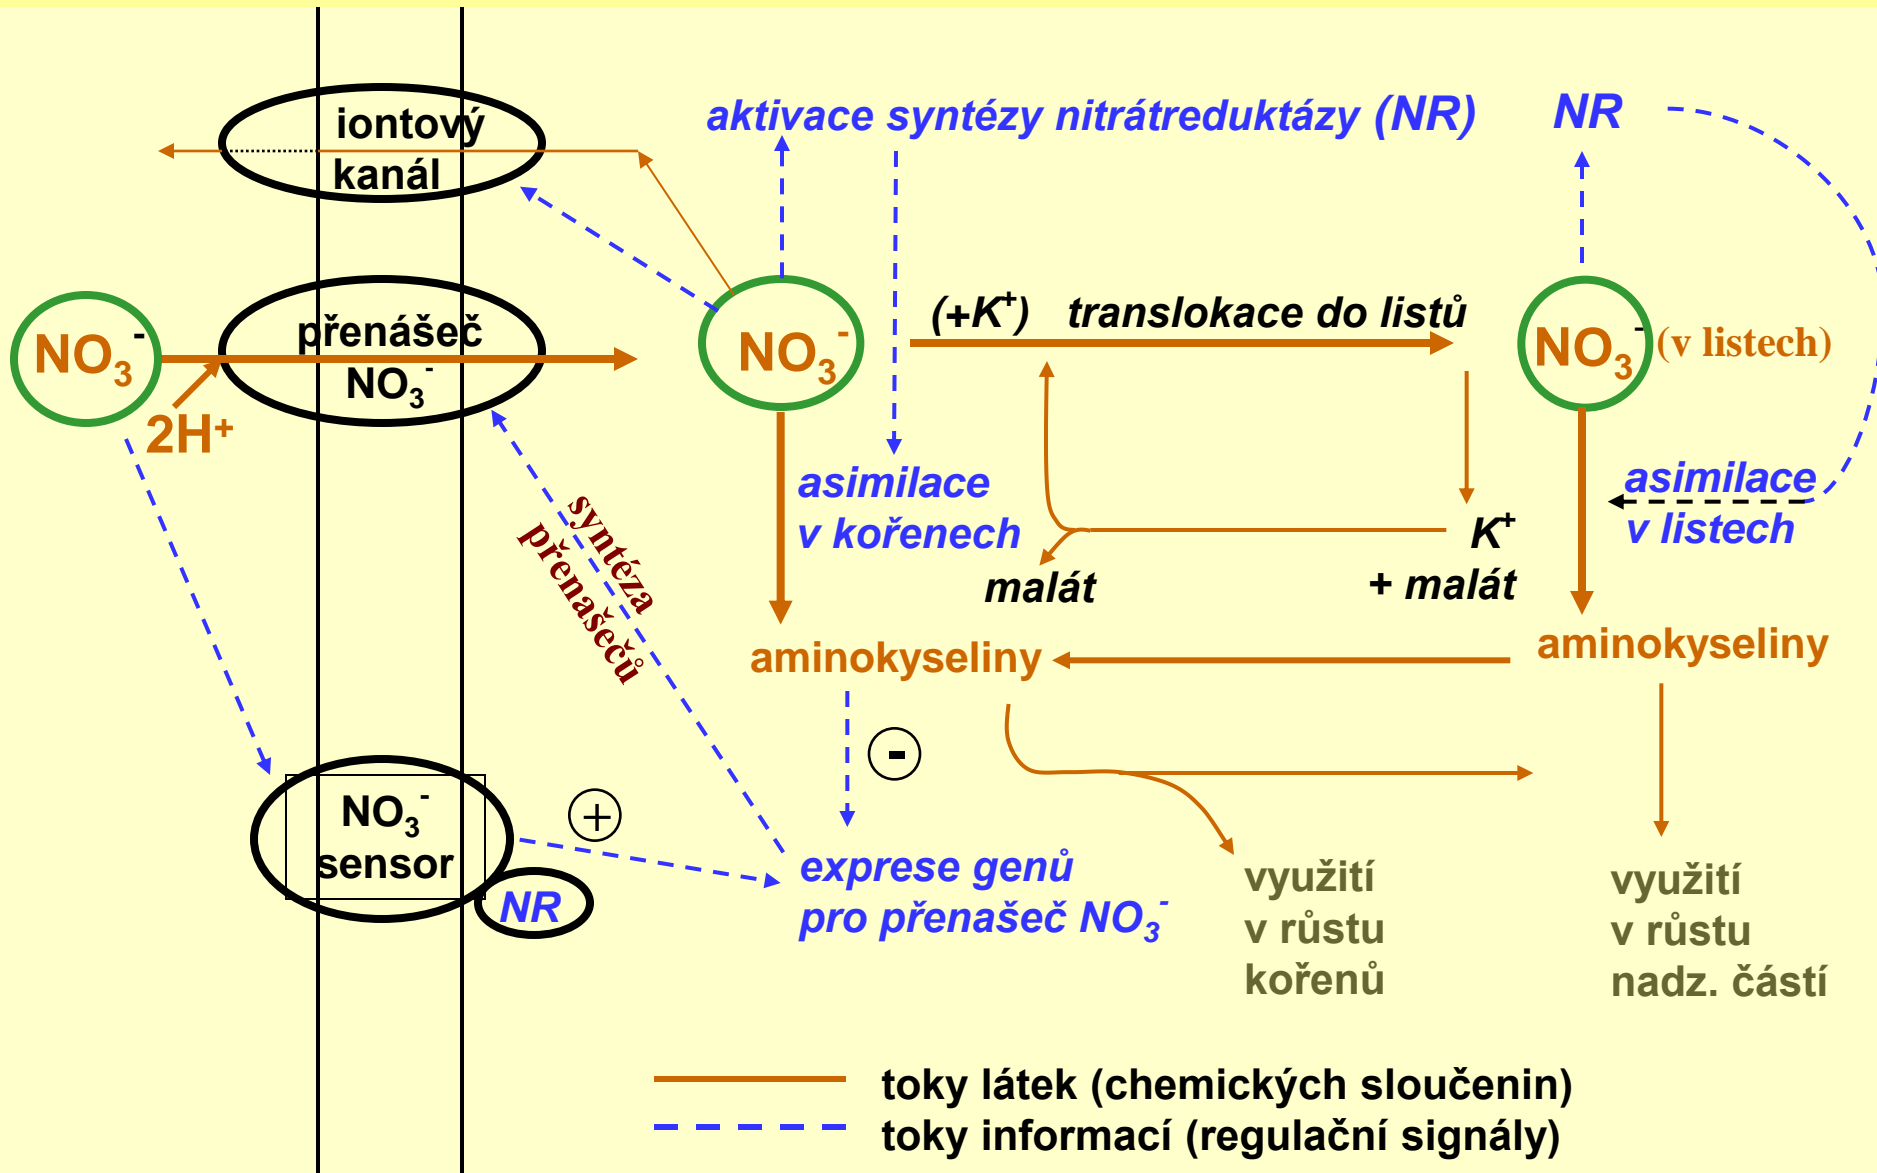 iontový
kanál
aktivace syntézy nitrátreduktázy (NR)
NR
NO₃⁻
2H⁺
přenášeč
NO₃⁻
NO₃⁻
(+K⁺) translokace do listů
NO₃⁻ (v listech)
asimilace
v kořenech
malát
K⁺
+ malát
asimilace
v listech
syntéza
přenašečů
aminokyseliny
aminokyseliny
-
+
NO₃⁻
sensor
NR
exprese genů
pro přenašeč NO₃⁻
využití
v růstu
kořenů
využití
v růstu
nadz. částí
toky látek (chemických sloučenin)
toky informací (regulační signály)